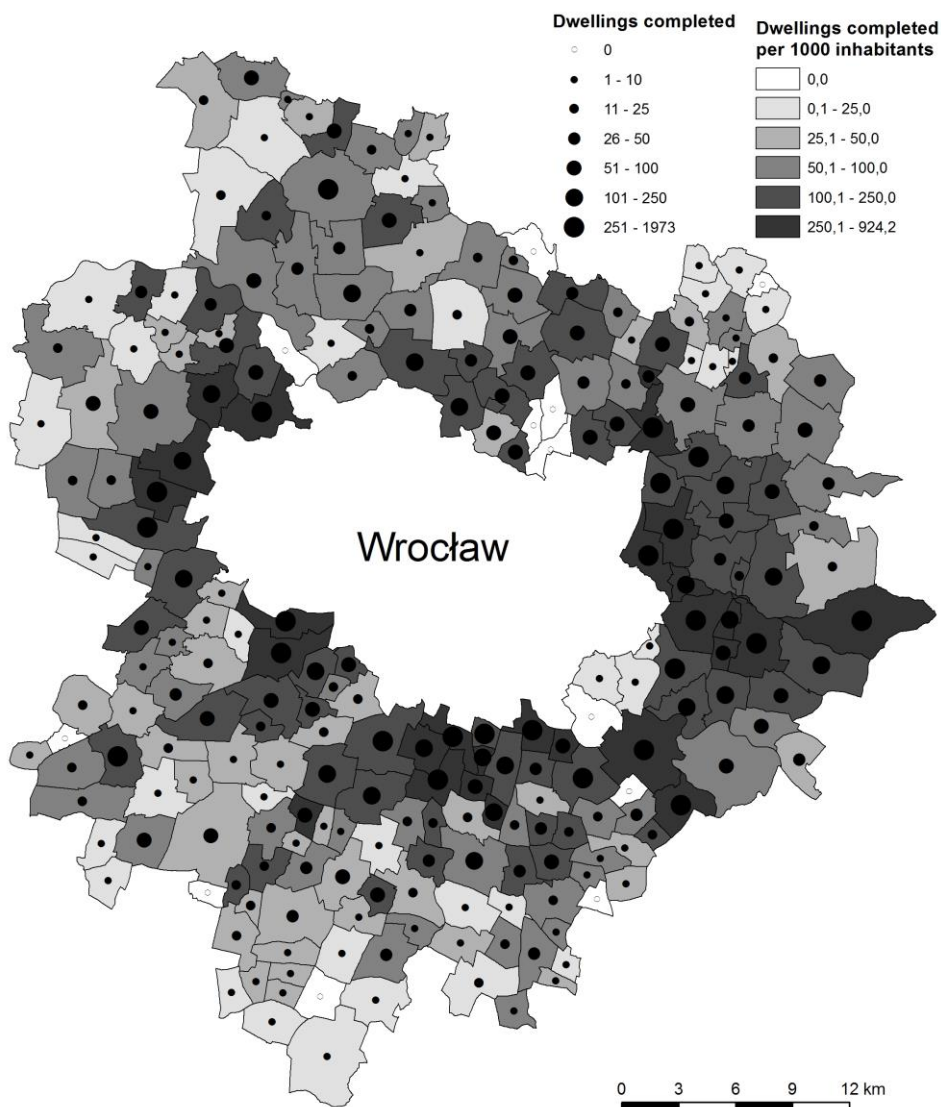 Dwellings completed
0
1 - 10
11 - 25
26 - 50
51 - 100
101 - 250
251 - 1973
Dwellings completed
per 1000 inhabitants
0,0
0,1 - 25,0
25,1 - 50,0
50,1 - 100,0
100,1 - 250,0
250,1 - 924,2
Wrocław
0 3 6 9 12 km